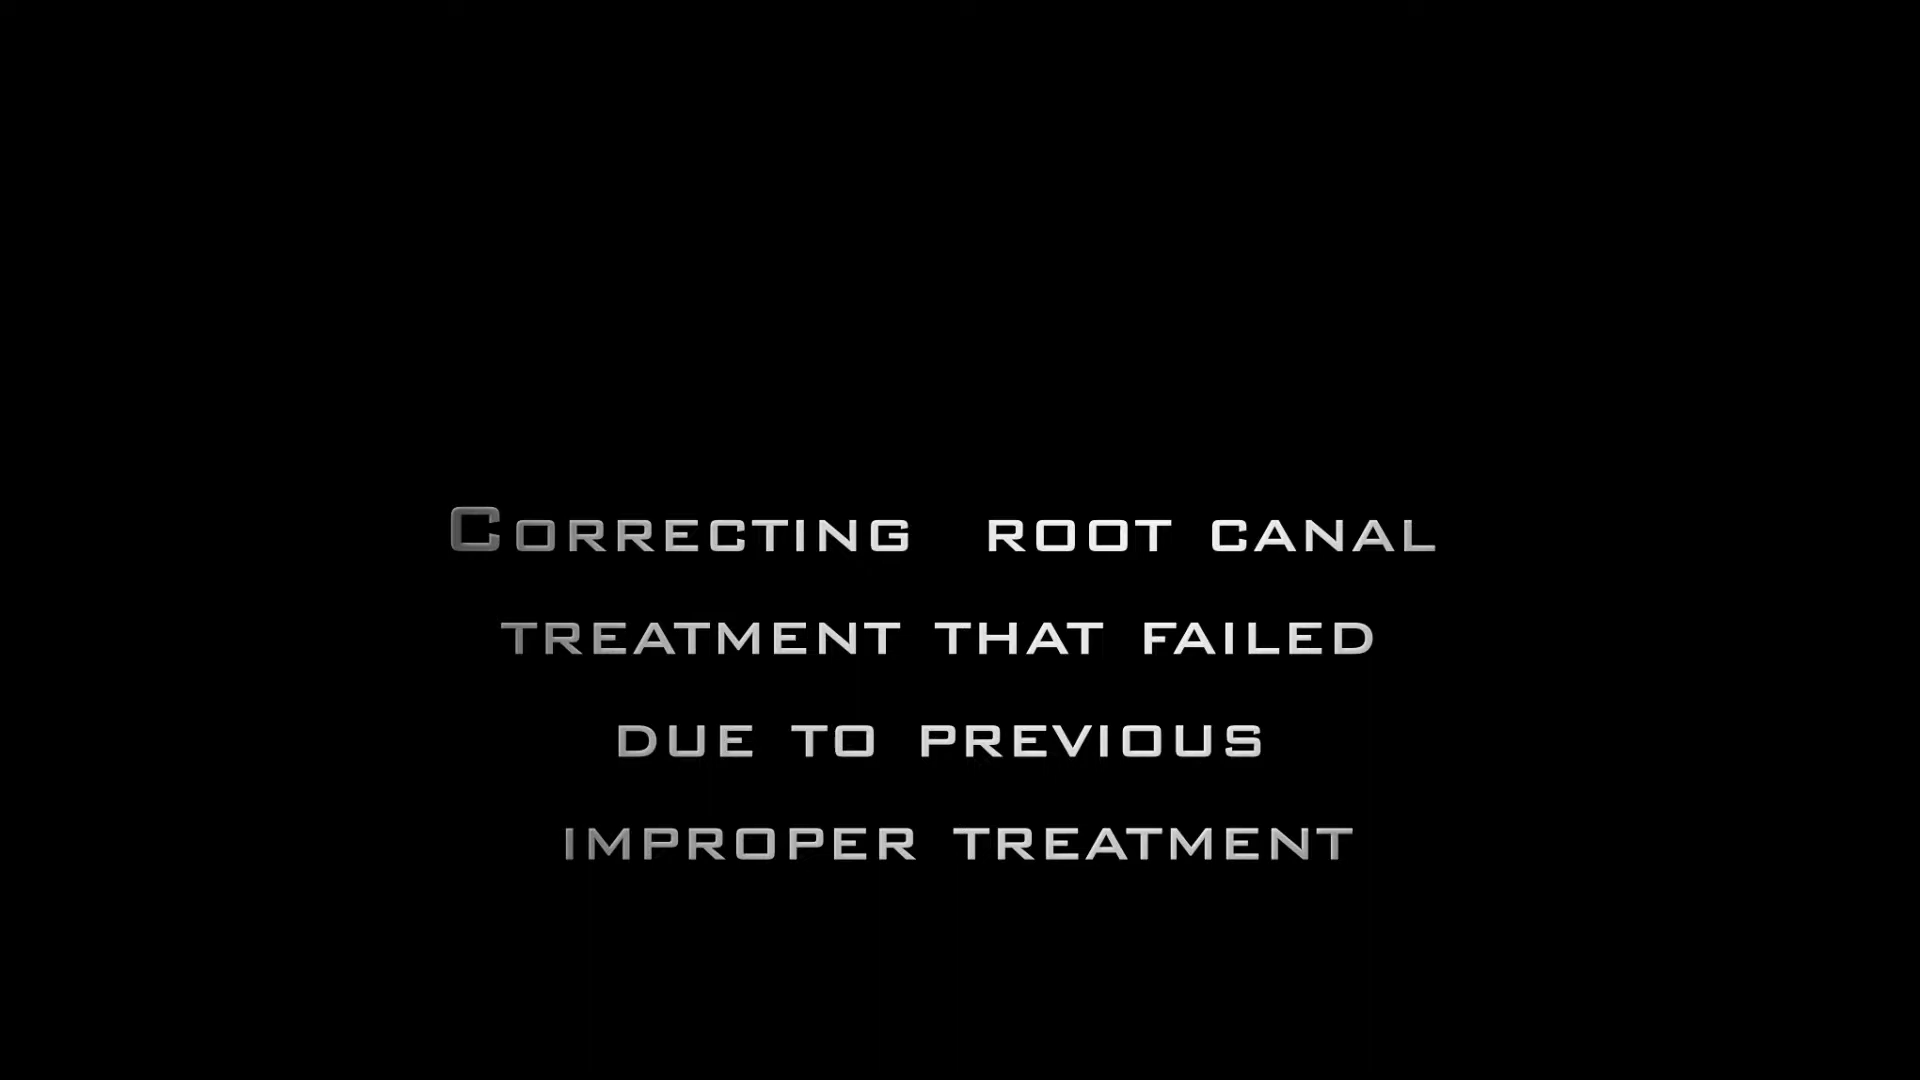 Correcting root canal
treatment that failed
due to previous
improper treatment